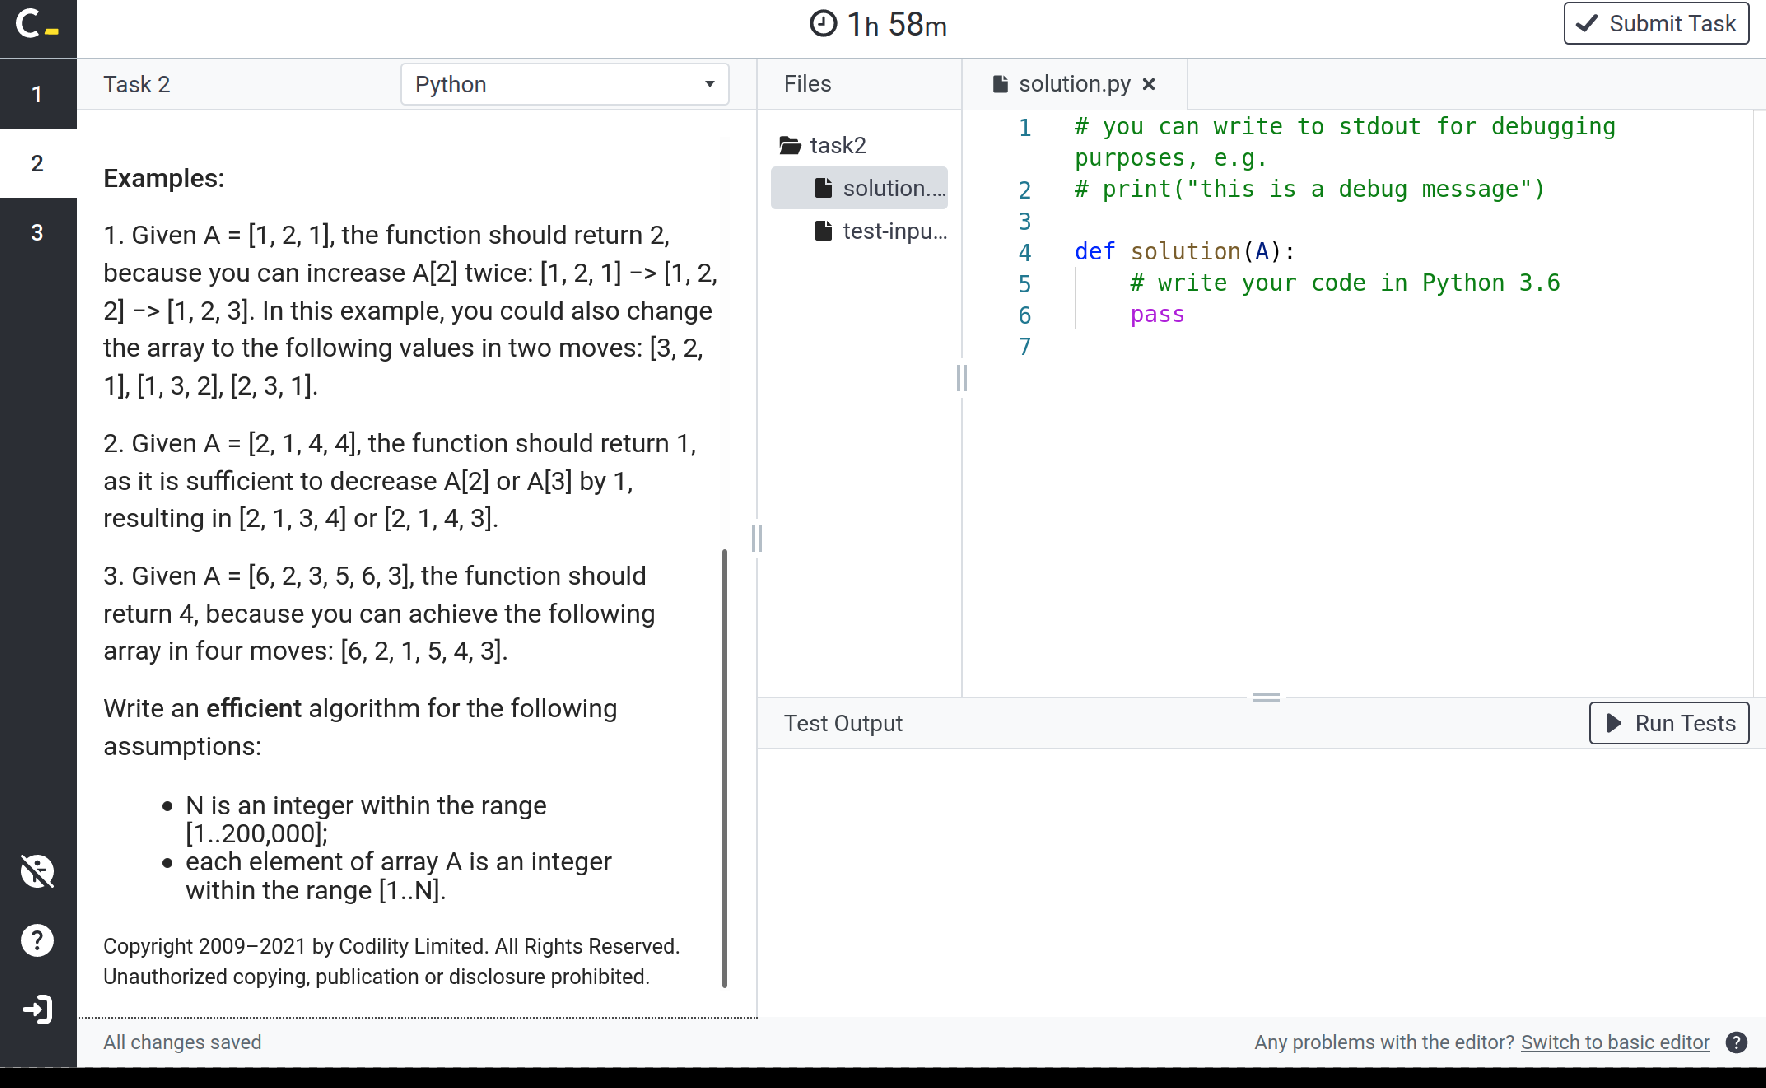 C_
1h 58m
Submit Task
1
2
3
Task 2
Python
Files
solution.py ×
Examples:
1. Given A = [1, 2, 1], the function should return 2,
because you can increase A[2] twice: [1, 2, 1] −> [1, 2,
2] −> [1, 2, 3]. In this example, you could also change
the array to the following values in two moves: [3, 2,
1], [1, 3, 2], [2, 3, 1].
2. Given A = [2, 1, 4, 4], the function should return 1,
as it is sufficient to decrease A[2] or A[3] by 1,
resulting in [2, 1, 3, 4] or [2, 1, 4, 3].
3. Given A = [6, 2, 3, 5, 6, 3], the function should
return 4, because you can achieve the following
array in four moves: [6, 2, 1, 5, 4, 3].
Write an efficient algorithm for the following
assumptions:
• N is an integer within the range
[1..200,000];
• each element of array A is an integer
within the range [1..N].
Copyright 2009–2021 by Codility Limited. All Rights Reserved.
Unauthorized copying, publication or disclosure prohibited.
task2
solution....
test-inpu...
1 # you can write to stdout for debugging
purposes, e.g.
2 # print("this is a debug message")
3
4 def solution(A):
5     # write your code in Python 3.6
6     pass
7
Test Output
Run Tests
All changes saved
Any problems with the editor? Switch to basic editor ?